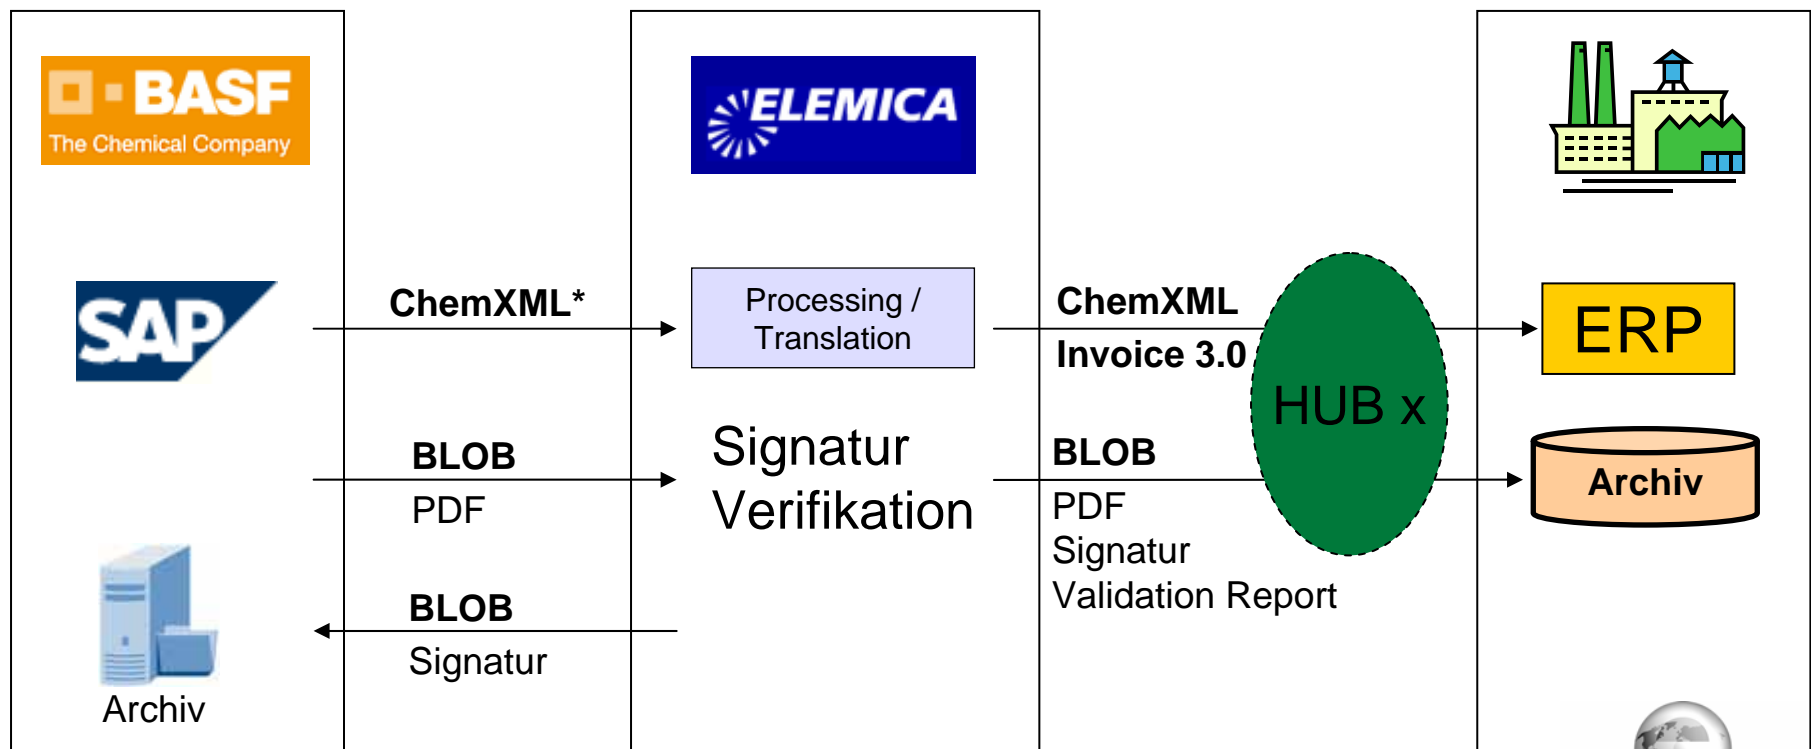 BASF
The Chemical Company
ELEMICA
SAP
ChemXML*
Processing /
Translation
ChemXML
Invoice 3.0
ERP
HUB x
BLOB
PDF
Signatur
Verifikation
BLOB
PDF
Signatur
Validation Report
Archiv
BLOB
Signatur
Archiv